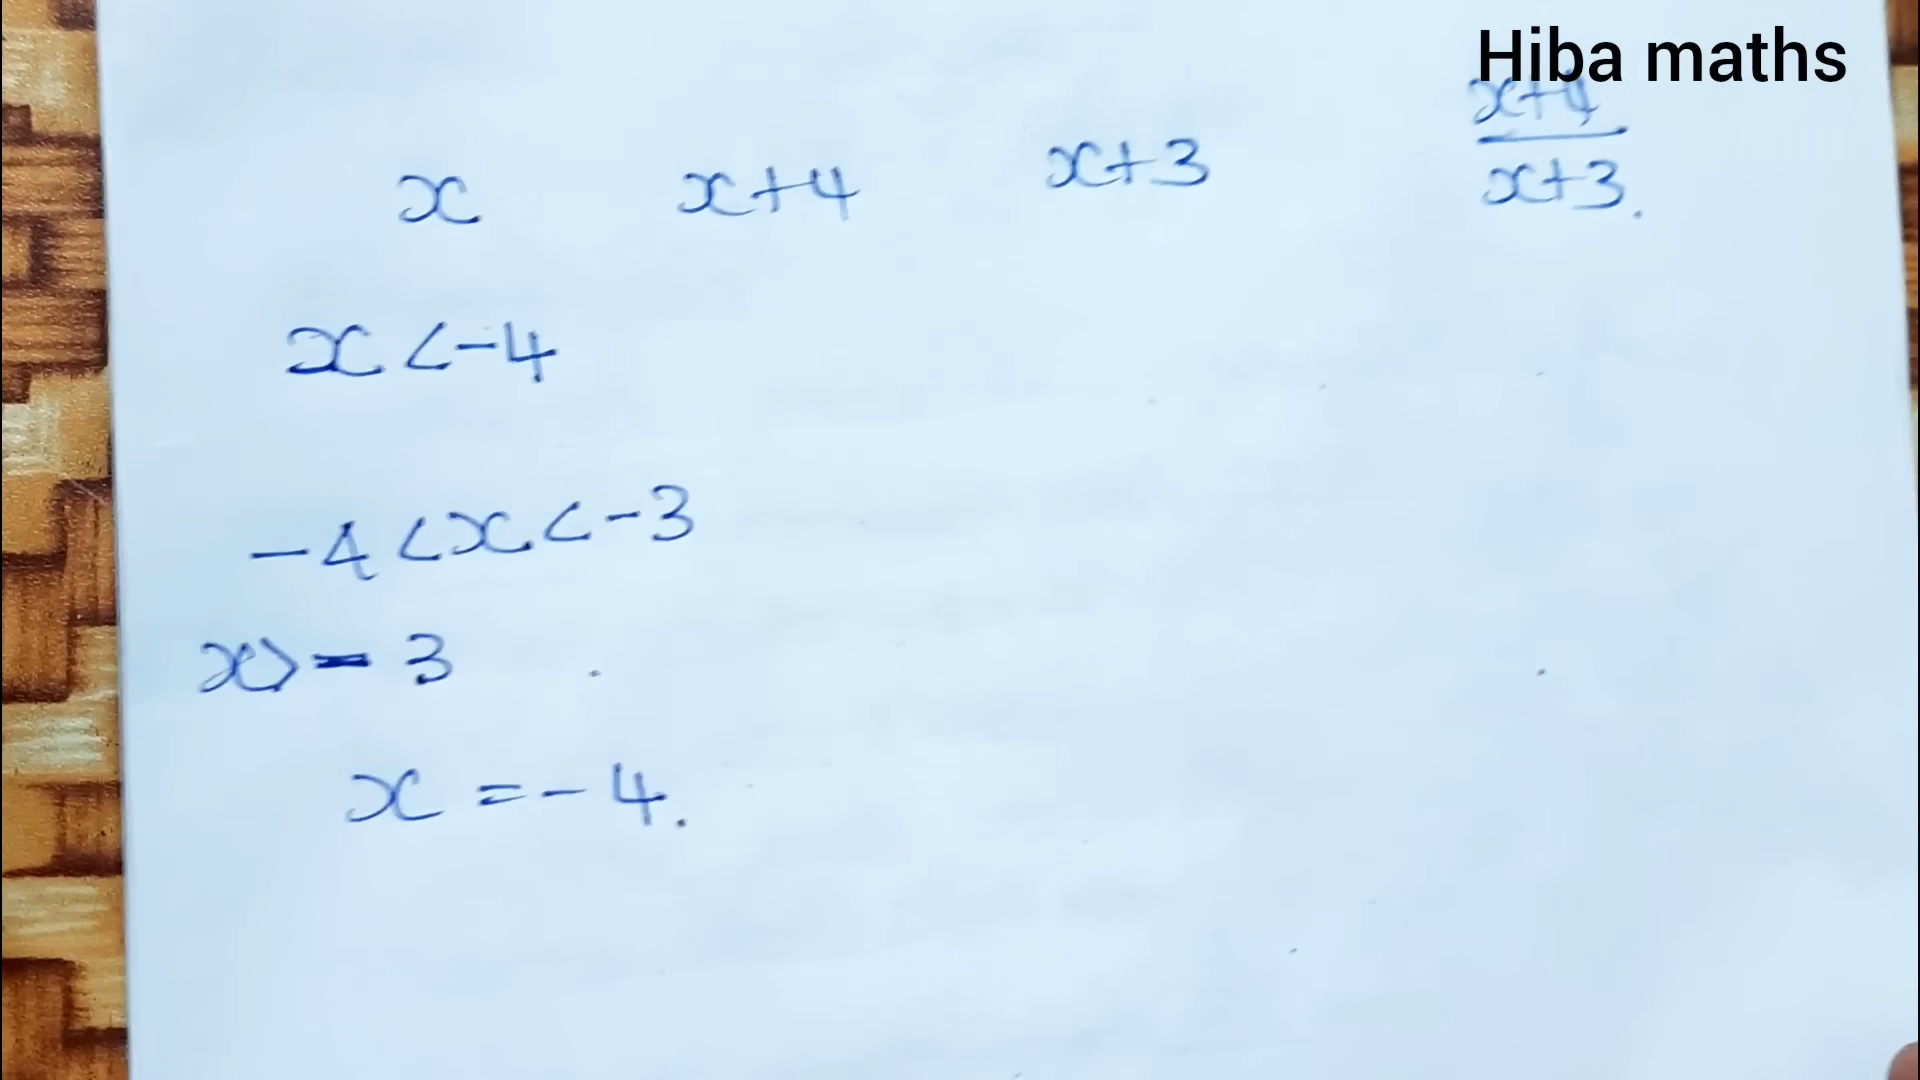 Hiba maths
x x+4 x+3 x+4/x+3.
x<-4
-4<x<-3
x>-3
x=-4.